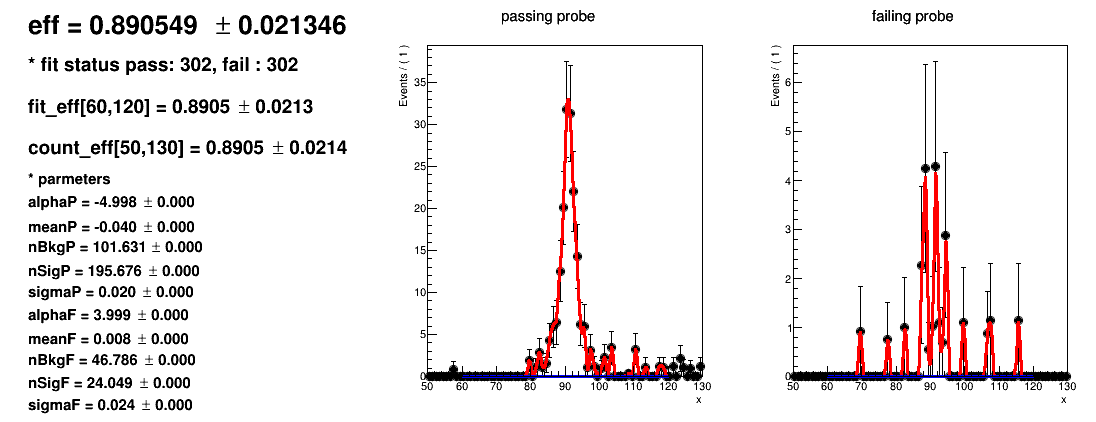 eff = 0.890549 ± 0.021346
* fit status pass: 302, fail : 302
fit_eff[60,120] = 0.8905 ± 0.0213
count_eff[50,130] = 0.8905 ± 0.0214
* parmeters
alphaP = -4.998 ± 0.000
meanP = -0.040 ± 0.000
nBkgP = 101.631 ± 0.000
nSigP = 195.676 ± 0.000
sigmaP = 0.020 ± 0.000
alphaF = 3.999 ± 0.000
meanF = 0.008 ± 0.000
nBkgF = 46.786 ± 0.000
nSigF = 24.049 ± 0.000
sigmaF = 0.024 ± 0.000
passing probe
Events / ( 1 )
35
30
25
20
15
10
5
0
50 60 70 80 90 100 110 120 130
x
failing probe
Events / ( 1 )
6
5
4
3
2
1
0
50 60 70 80 90 100 110 120 130
x